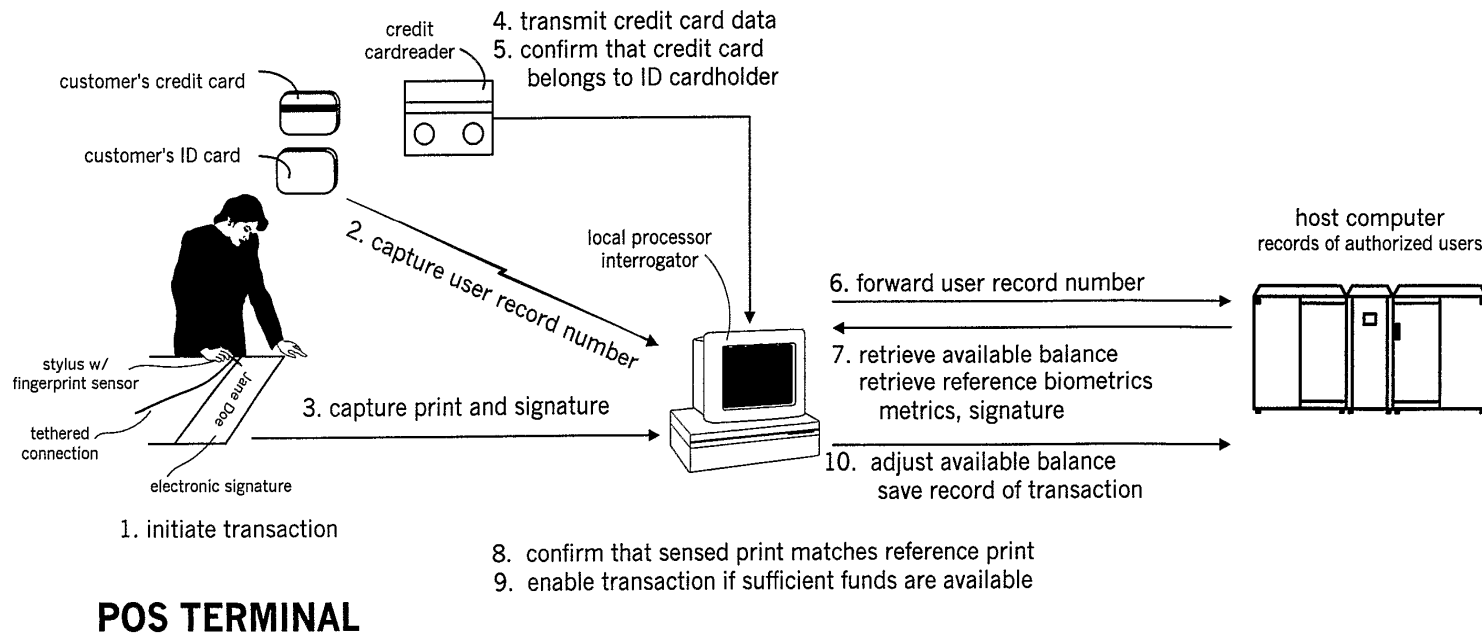 4. transmit credit card data
5. confirm that credit card
belongs to ID cardholder
credit
cardreader
customer's credit card
customer's ID card
2. capture user record number
local processor
interrogator
host computer
records of authorized users
6. forward user record number
7. retrieve available balance
retrieve reference biometrics
metrics, signature
stylus w/
fingerprint sensor
Jane Doe
3. capture print and signature
tethered
connection
electronic signature
10. adjust available balance
save record of transaction
1. initiate transaction
8. confirm that sensed print matches reference print
9. enable transaction if sufficient funds are available
POS TERMINAL